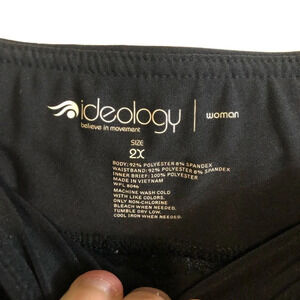 ideology | woman
believe in movement
SIZE
2X
BODY: 92% POLYESTER 8% SPANDEX
WAISTBAND: 92% POLYESTER 8% SPANDEX
INNER BRIEF: 100% POLYESTER
MADE IN VIETNAM
WPL 8046
MACHINE WASH COLD
WITH LIKE COLORS.
ONLY NON-CHLORINE
BLEACH WHEN NEEDED.
TUMBLE DRY LOW.
COOL IRON WHEN NEEDED.